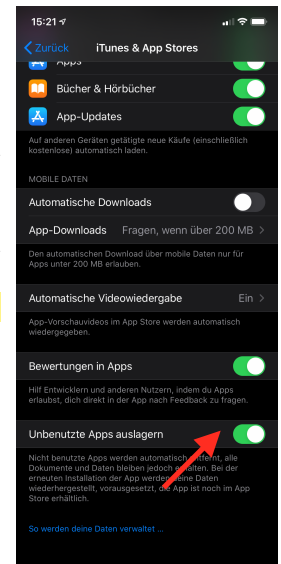 15:21
Zurück
iTunes & App Stores
Apps
Bücher & Hörbücher
App-Updates
Auf anderen Geräten getätigte neue Käufe (einschließlich
kostenlose) automatisch laden.
MOBILE DATEN
Automatische Downloads
App-Downloads Fragen, wenn über 200 MB
Den automatischen Download über mobile Daten nur für
Apps unter 200 MB erlauben.
Automatische Videowiedergabe Ein
App-Vorschauvideos im App Store werden automatisch
wiedergegeben.
Bewertungen in Apps
Hilf Entwicklern und anderen Nutzern, indem du Apps
erlaubst, dich direkt in der App nach Feedback zu fragen.
Unbenutzte Apps auslagern
Nicht benutzte Apps werden automatisch entfernt, alle
Dokumente und Daten bleiben jedoch erhalten. Bei der
erneuten Installation der App werden deine Daten
wiederhergestellt, vorausgesetzt, die App ist noch im App
Store erhältlich.
So werden deine Daten verwaltet ...